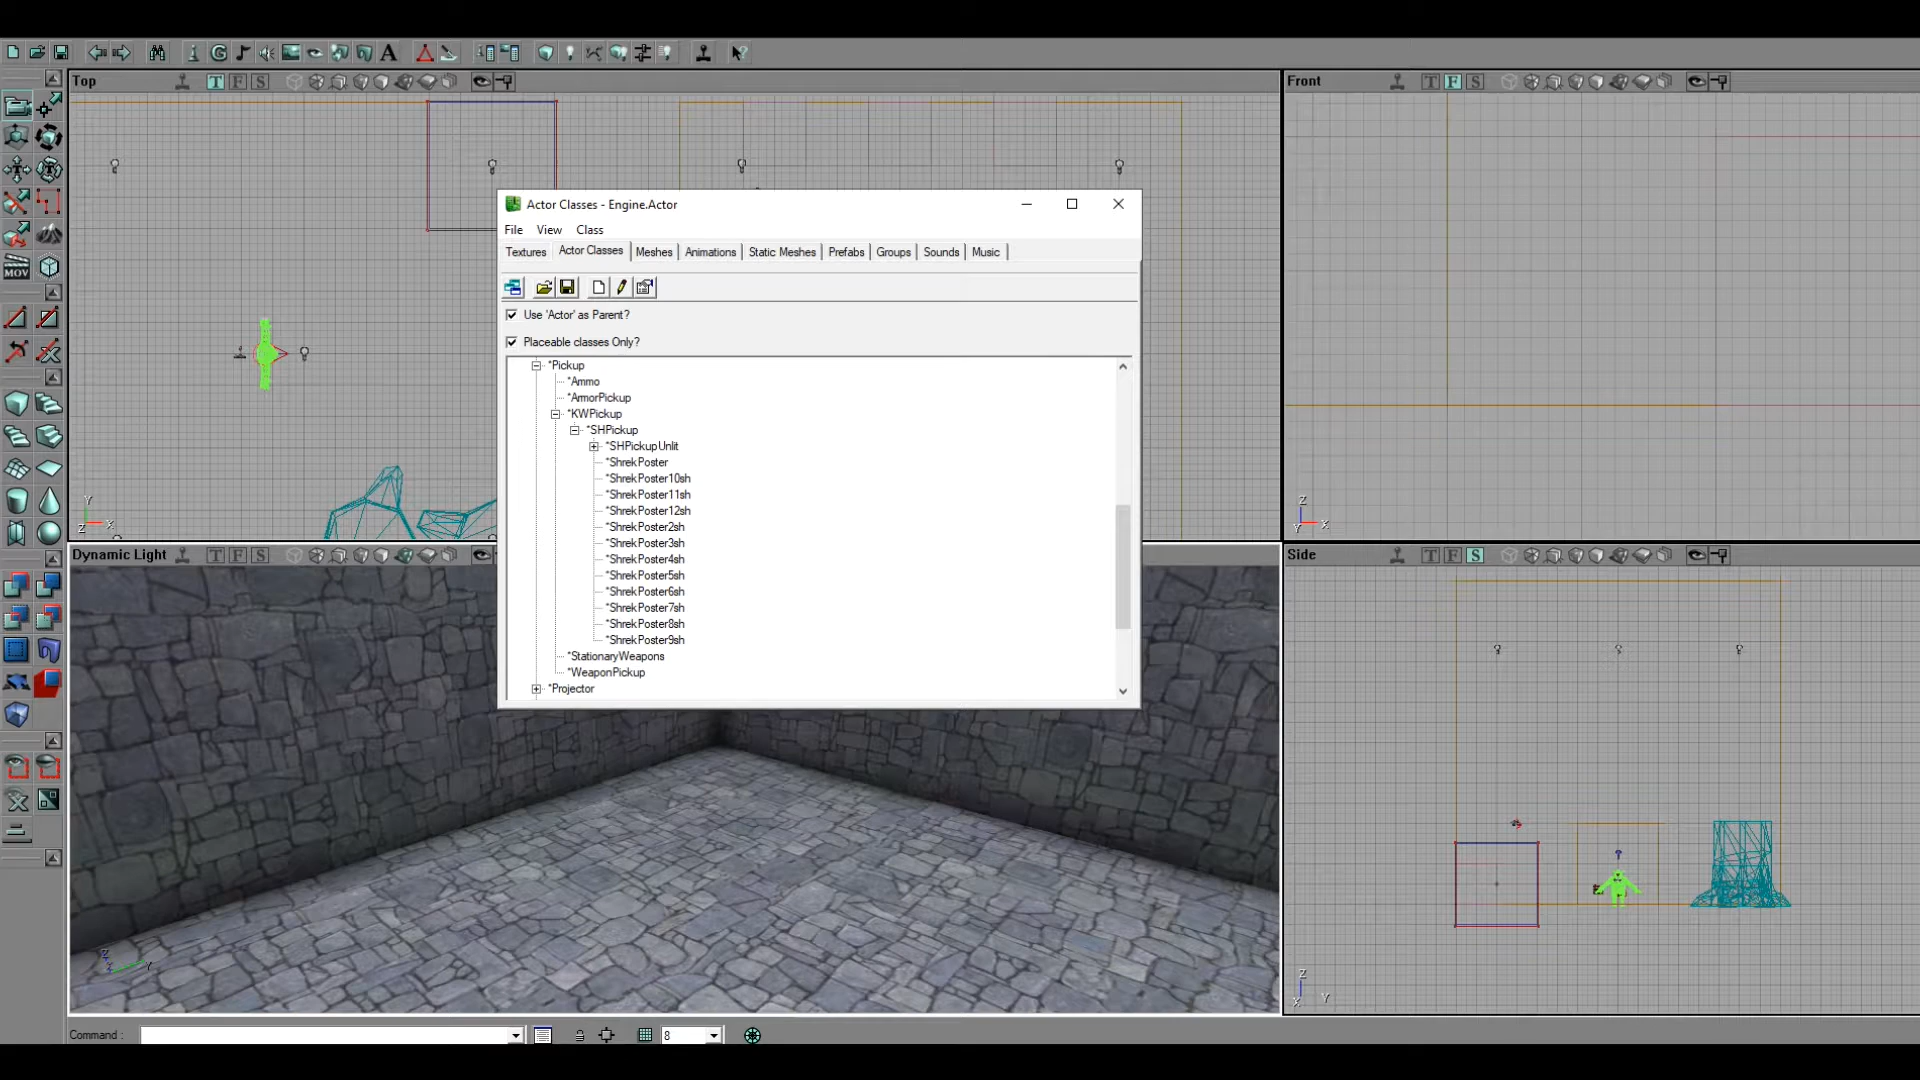 Top
T F S
Front
T F S
Actor Classes - Engine.Actor
File View Class
Textures Actor Classes Meshes Animations Static Meshes Prefabs Groups Sounds Music
Use 'Actor' as Parent?
Placeable classes Only?
*Pickup
*Ammo
*ArmorPickup
*KWPickup
*SHPickup
*SHPickupUnlit
*ShrekPoster
*ShrekPoster10sh
*ShrekPoster11sh
*ShrekPoster12sh
*ShrekPoster2sh
*ShrekPoster3sh
*ShrekPoster4sh
*ShrekPoster5sh
*ShrekPoster6sh
*ShrekPoster7sh
*ShrekPoster8sh
*ShrekPoster9sh
*StationaryWeapons
*WeaponPickup
*Projector
MOV
Y
Z X
Z
Y X
Dynamic Light
T F S
Side
T F S
Z
Y
Z
X Y
Command :
8